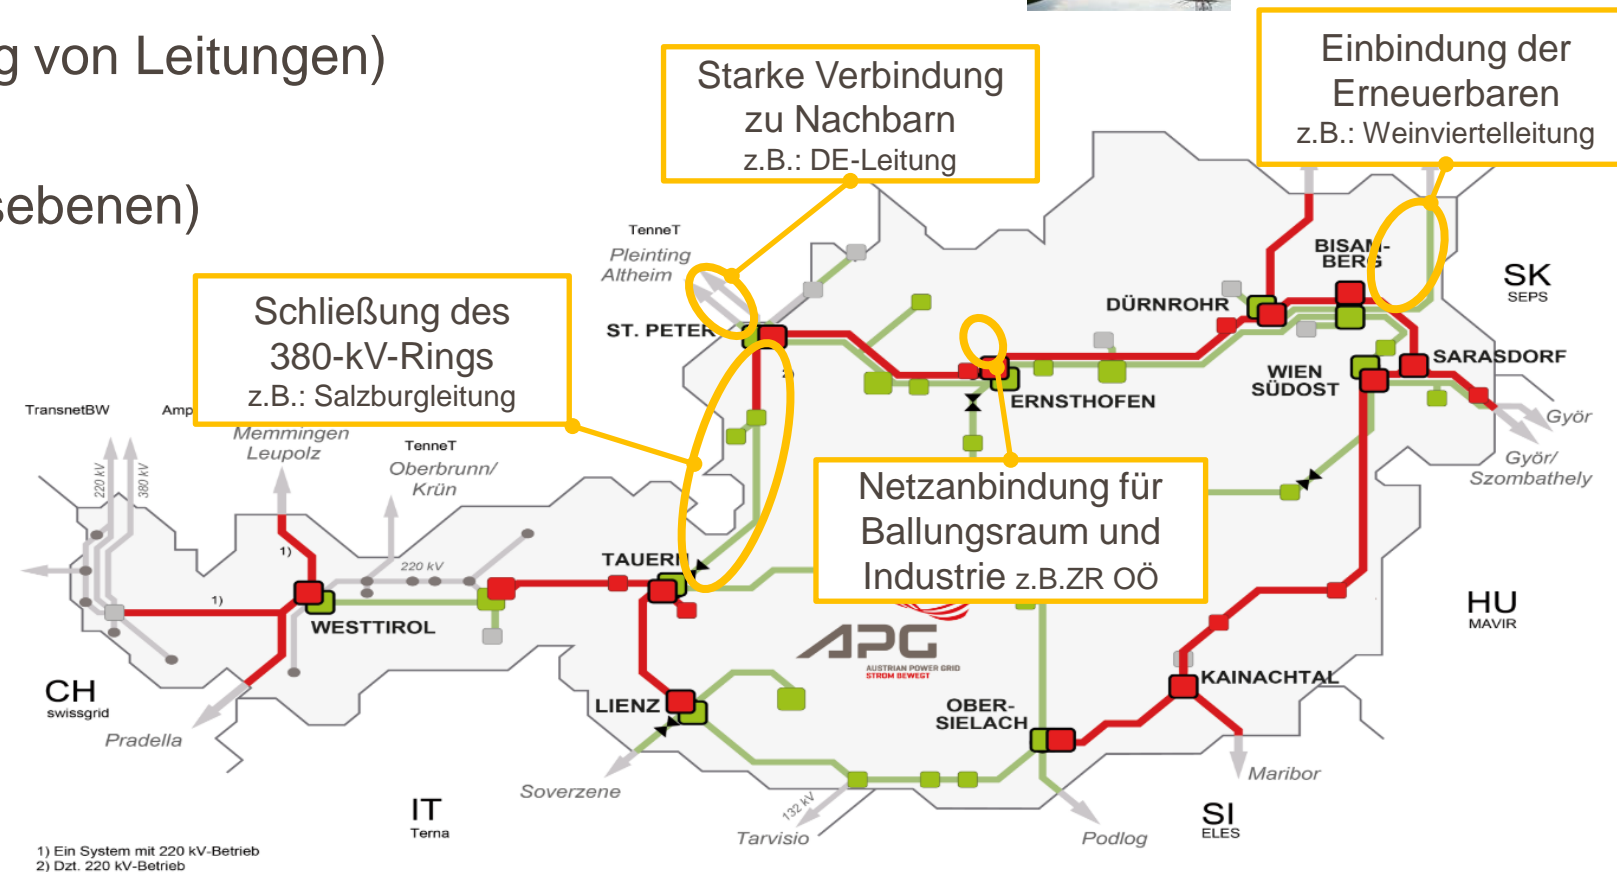 g von Leitungen)
sebenen)
Starke Verbindung
zu Nachbarn
z.B.: DE-Leitung
Einbindung der
Erneuerbaren
z.B.: Weinviertelleitung
Schließung des
380-kV-Rings
z.B.: Salzburgleitung
Netzanbindung für
Ballungsraum und
Industrie z.B.ZR OÖ
TenneT
Pleinting
Altheim
ST. PETER
2)
DÜRNROHR
BISAM-
BERG
SK
SEPS
WIEN
SÜDOST
SARASDORF
ERNSTHOFEN
Györ
Györ/
Szombathely
TransnetBW
Amp
Memmingen
Leupolz
TenneT
Oberbrunn/
Krün
220 kV
380 kV
1)
220 kV
1)
WESTTIROL
TAUERN
HU
MAVIR
APG
AUSTRIAN POWER GRID
STROM BEWEGT
KAINACHTAL
CH
swissgrid
LIENZ
OBER-
SIELACH
Pradella
Soverzene
Maribor
132 kV
IT
Terna
Tarvisio
Podlog
SI
ELES
1) Ein System mit 220 kV-Betrieb
2) Dzt. 220 kV-Betrieb